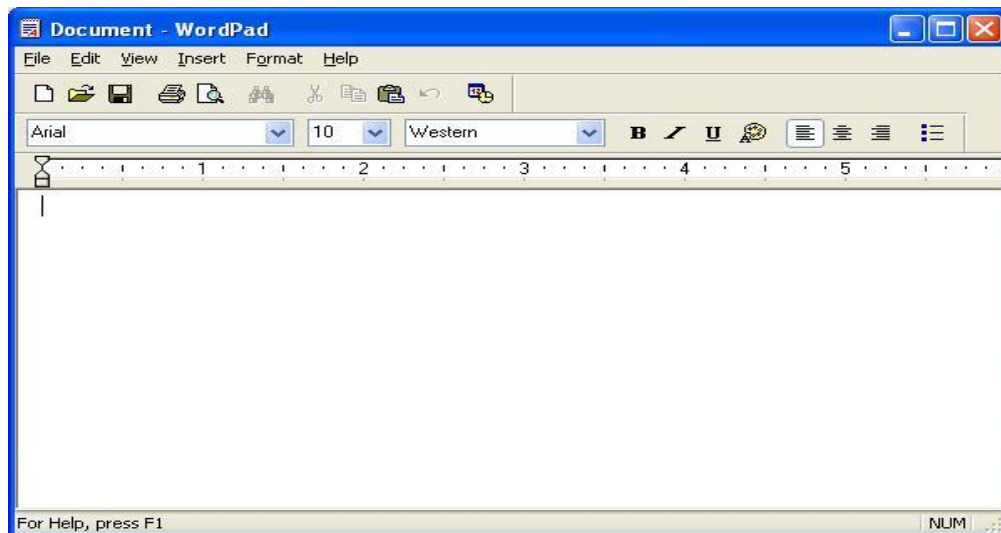 Document - WordPad
File Edit View Insert Format Help
Arial 10 Western B I U
1 2 3 4 5
For Help, press F1 NUM